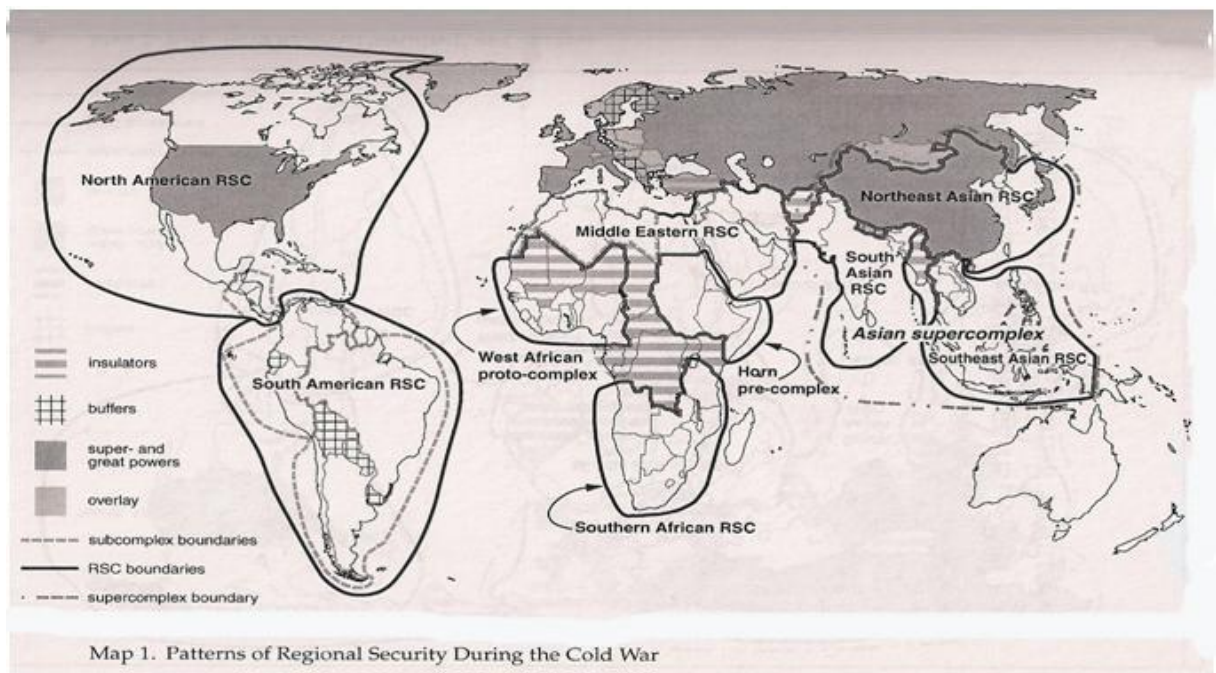 North American RSC
Middle Eastern RSC
Northeast Asian RSC
South
Asian
RSC
Asian supercomplex
Southeast Asian RSC
West African
proto-complex
Horn
pre-complex
South American RSC
Southern African RSC
insulators
buffers
super- and
great powers
overlay
subcomplex boundaries
RSC boundaries
supercomplex boundary
Map 1. Patterns of Regional Security During the Cold War